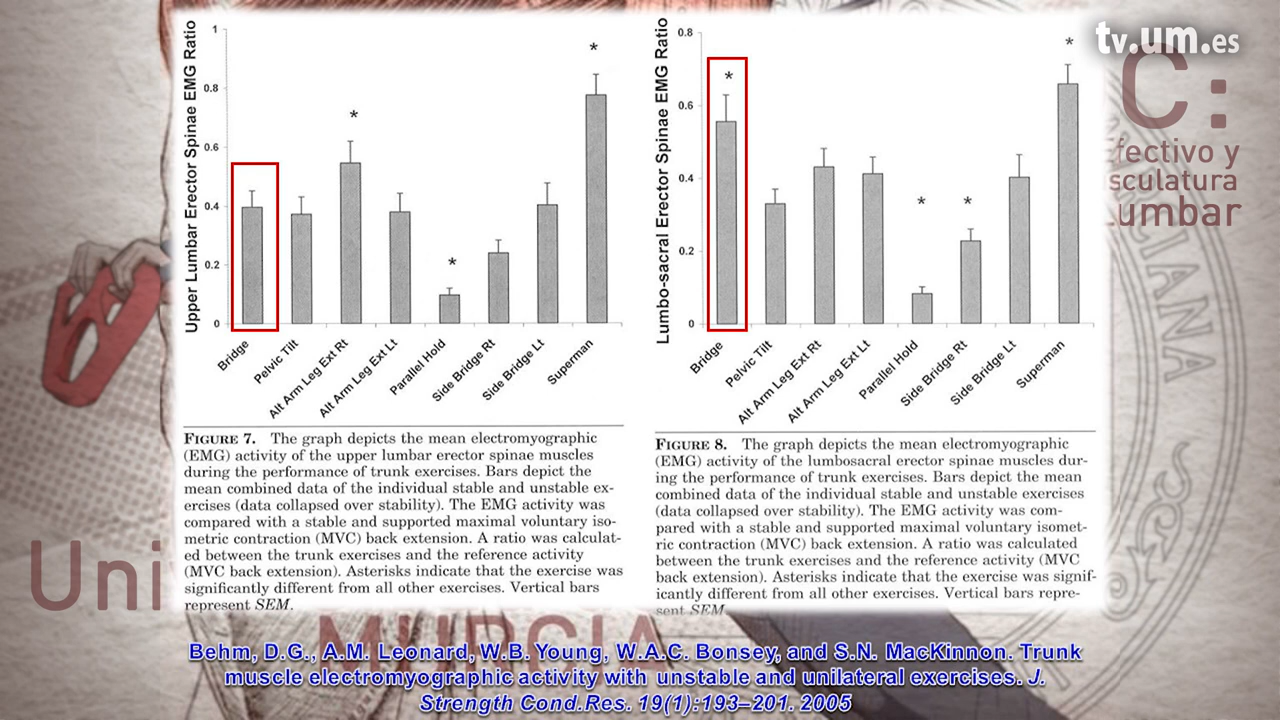 tv.um.es
C:
fectivo y
sculatura
umbar
Uni
MURCIA
CIANA
Upper Lumbar Erector Spinae EMG Ratio
1
0.8
0.6
0.4
0.2
0
*
*
*
Bridge
Pelvic Tilt
Alt Arm Leg Ext Rt
Alt Arm Leg Ext Lt
Parallel Hold
Side Bridge Rt
Side Bridge Lt
Superman
FIGURE 7. The graph depicts the mean electromyographic
(EMG) activity of the upper lumbar erector spinae muscles
during the performance of trunk exercises. Bars depict the
mean combined data of the individual stable and unstable ex-
ercises (data collapsed over stability). The EMG activity was
compared with a stable and supported maximal voluntary iso-
metric contraction (MVC) back extension. A ratio was calculat-
ed between the trunk exercises and the reference activity
(MVC back extension). Asterisks indicate that the exercise was
significantly different from all other exercises. Vertical bars
represent SEM.
Lumbo-sacral Erector Spinae EMG Ratio
0.8
0.6
0.4
0.2
0
*
*
*
*
Bridge
Pelvic Tilt
Alt Arm Leg Ext Rt
Alt Arm Leg Ext Lt
Parallel Hold
Side Bridge Rt
Side Bridge Lt
Superman
FIGURE 8. The graph depicts the mean electromyographic
(EMG) activity of the lumbosacral erector spinae muscles dur-
ing the performance of trunk exercises. Bars depict the mean
combined data of the individual stable and unstable exercises
(data collapsed over stability). The EMG activity was com-
pared with a stable and supported maximal voluntary isomet-
ric contraction (MVC) back extension. A ratio was calculated
between the trunk exercises and the reference activity (MVC
back extension). Asterisks indicate that the exercise was signif-
icantly different from all other exercises. Vertical bars repre-
sent SEM
Behm, D.G., A.M. Leonard, W.B. Young, W.A.C. Bonsey, and S.N. MacKinnon. Trunk
muscle electromyographic activity with unstable and unilateral exercises. J.
Strength Cond.Res. 19(1):193–201. 2005